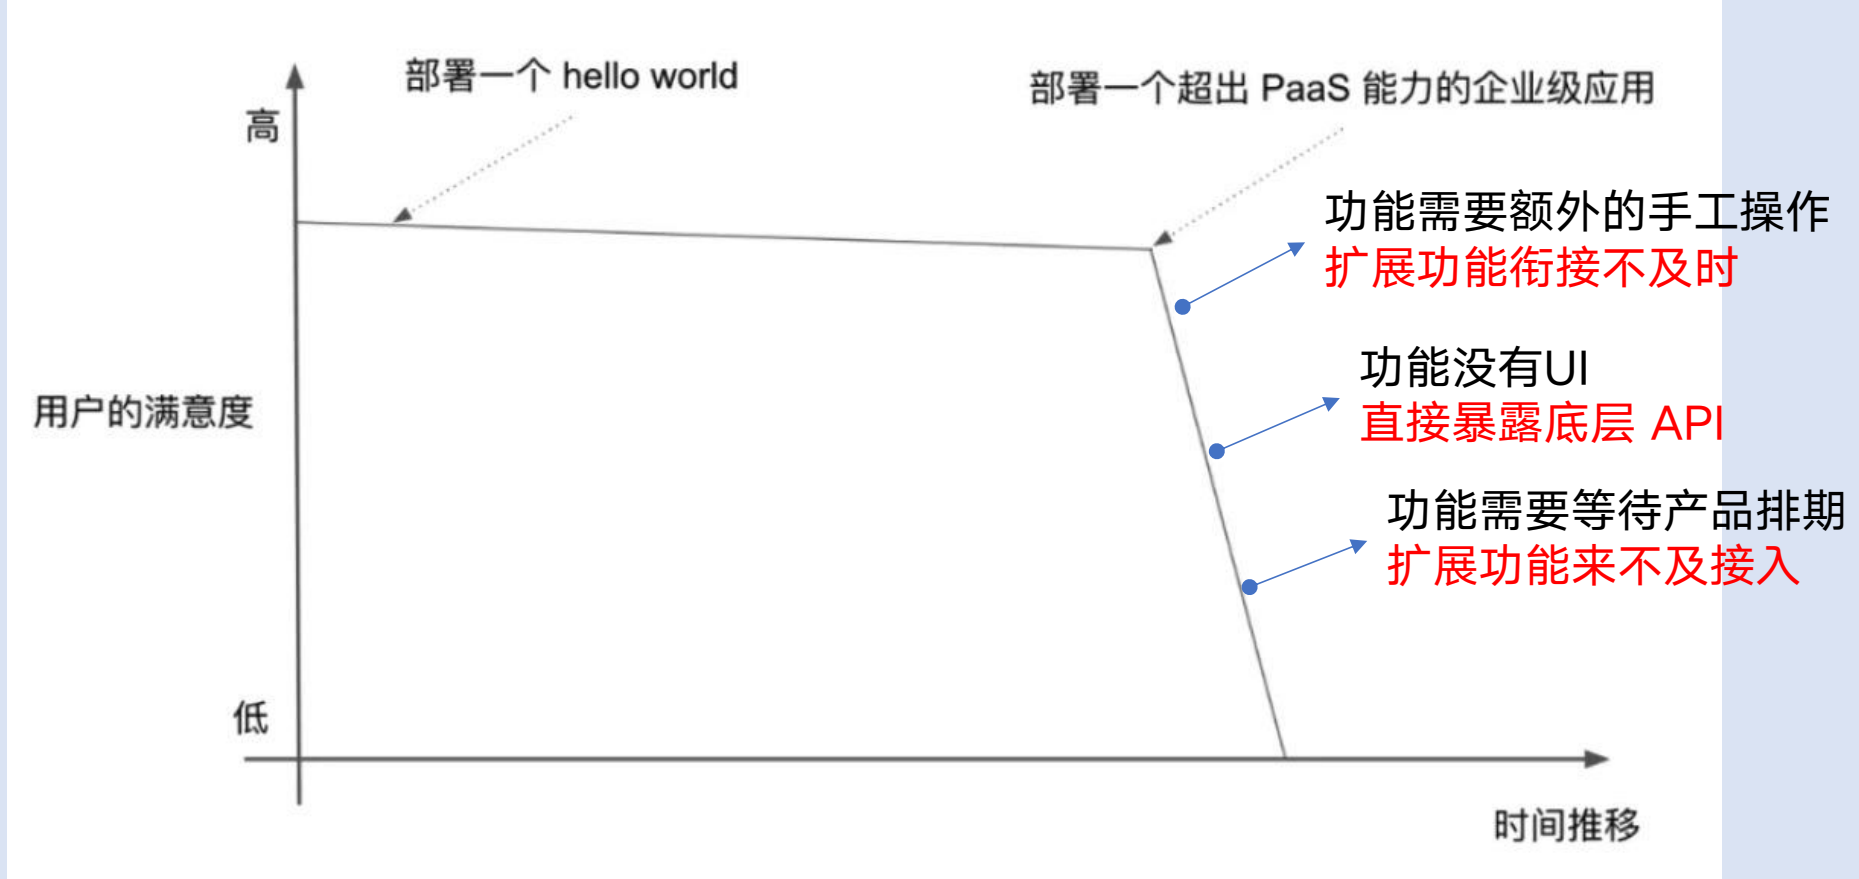 部署一个 hello world
部署一个超出 PaaS 能力的企业级应用
高
功能需要额外的手工操作
扩展功能衔接不及时
功能没有UI
直接暴露底层 API
用户的满意度
功能需要等待产品排期
扩展功能来不及接入
低
时间推移